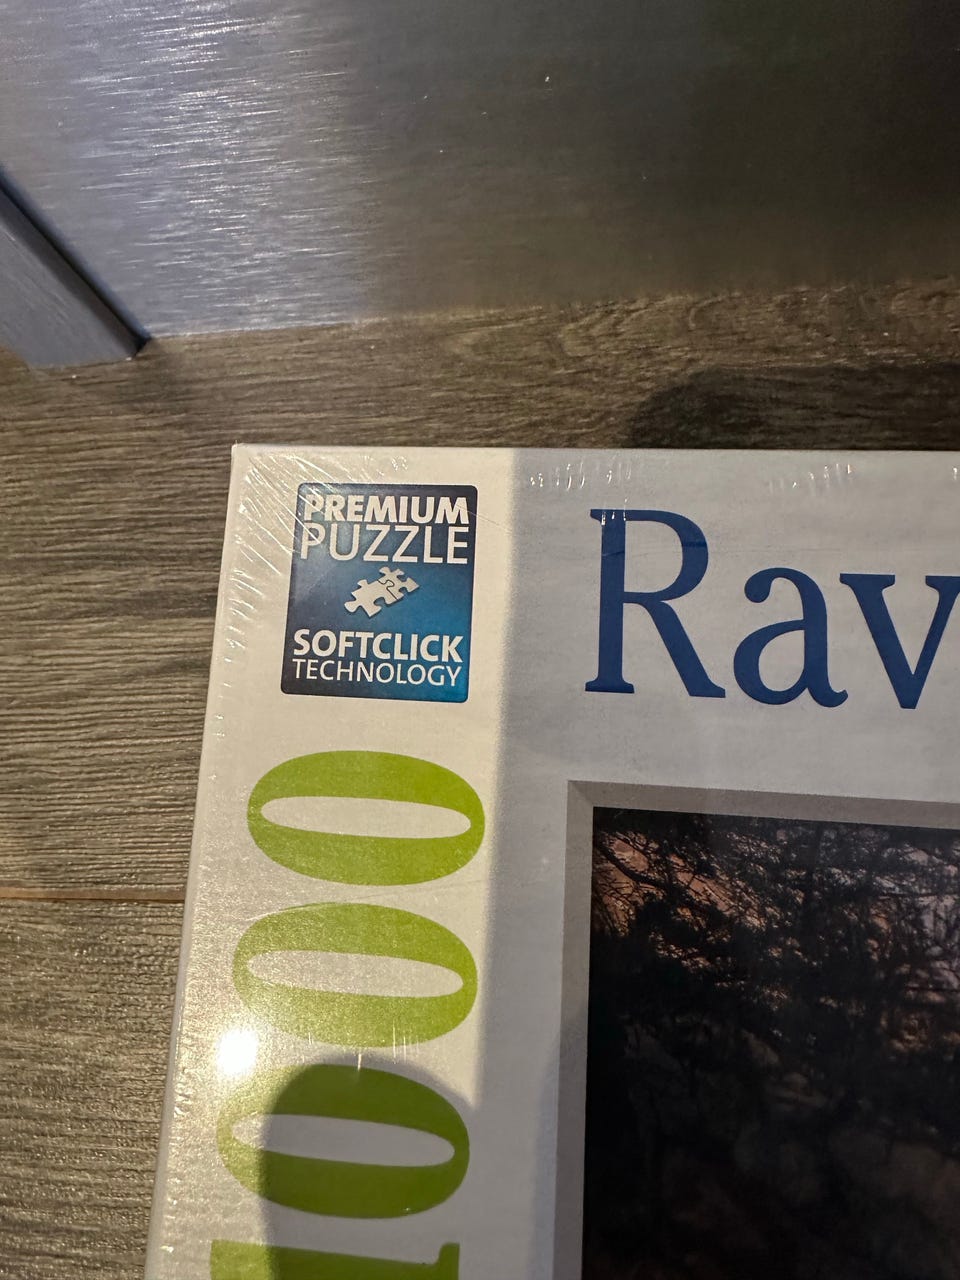 PREMIUM
PUZZLE
SOFTCLICK
TECHNOLOGY
Rav
1000